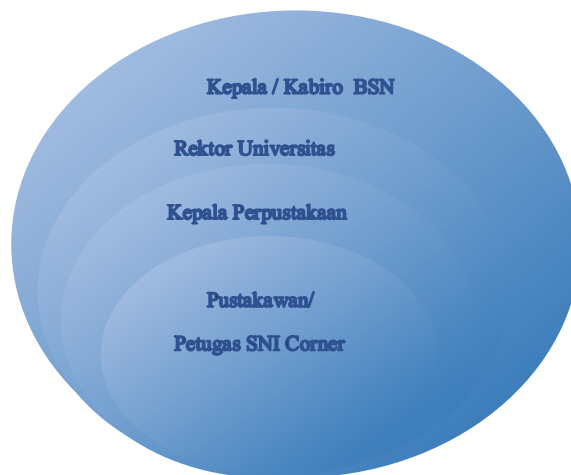 Kepala / Kabiro BSN
Rektor Universitas
Kepala Perpustakaan
Pustakawan/
Petugas SNI Corner